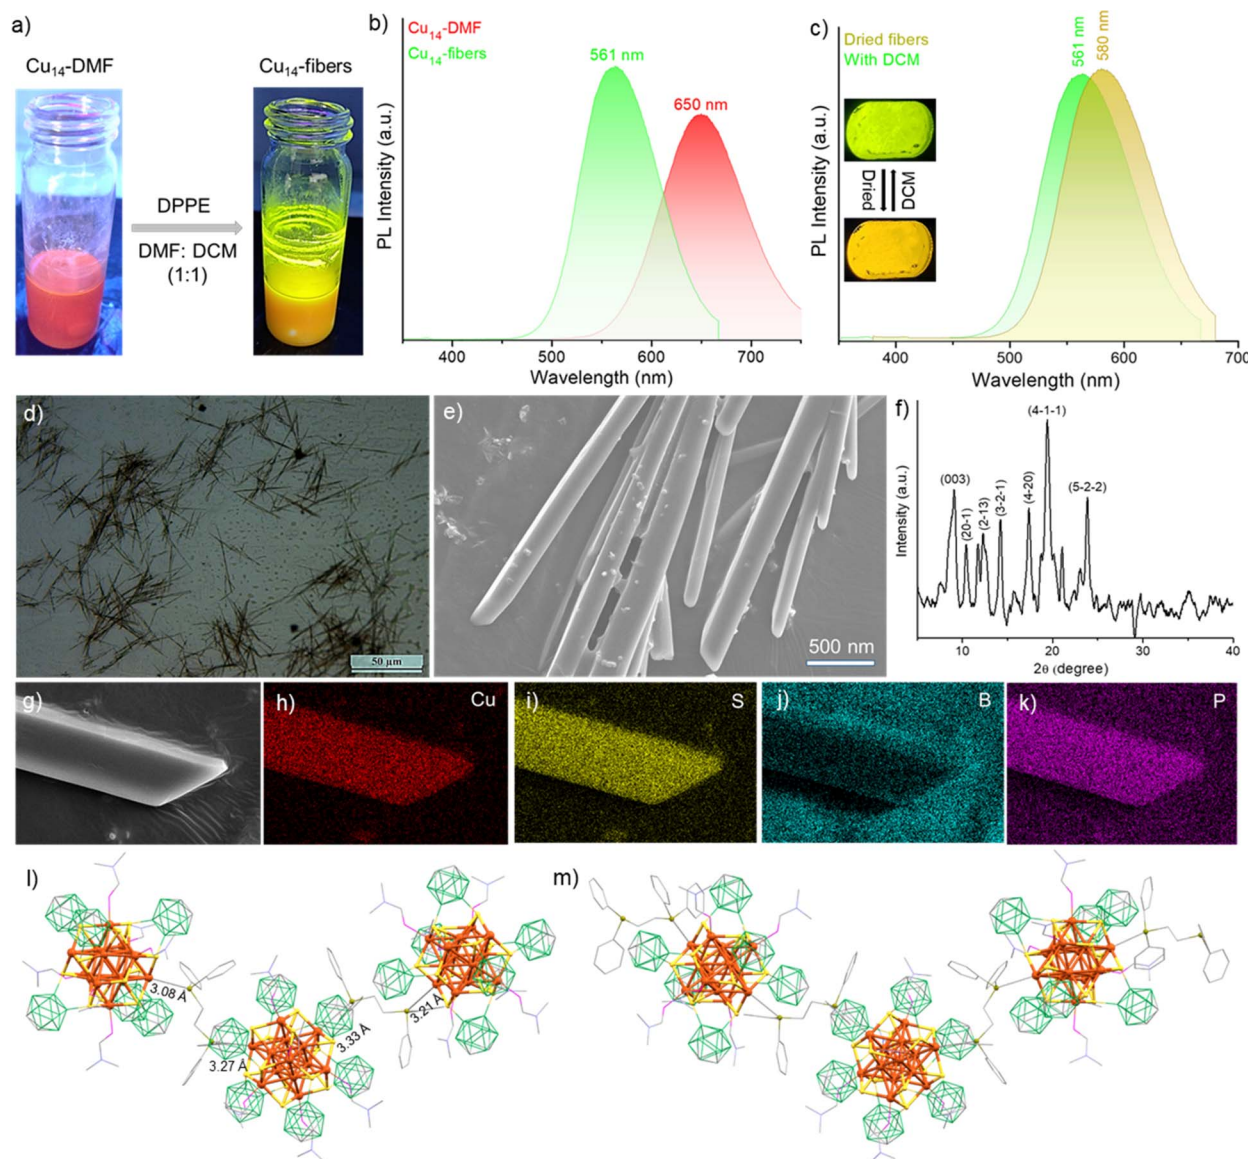 a)
Cu14-DMF
Cu14-fibers
DPPE
DMF: DCM
(1:1)
b)
Cu14-DMF
Cu14-fibers
561 nm
650 nm
PL Intensity (a.u.)
400 500 600 700
Wavelength (nm)
c)
Dried fibers
With DCM
561 nm
580 nm
Dried
DCM
PL Intensity (a.u.)
400 500 600 700
Wavelength (nm)
d)
50 µm
e)
500 nm
f)
(003)
(20-1)
(2-13)
(3-2-1)
(4-20)
(4-1-1)
(5-2-2)
Intensity (a.u.)
10 20 30 40
2θ (degree)
g)
h) Cu
i) S
j) B
k) P
l)
3.08 Å
3.27 Å
3.33 Å
3.21 Å
m)